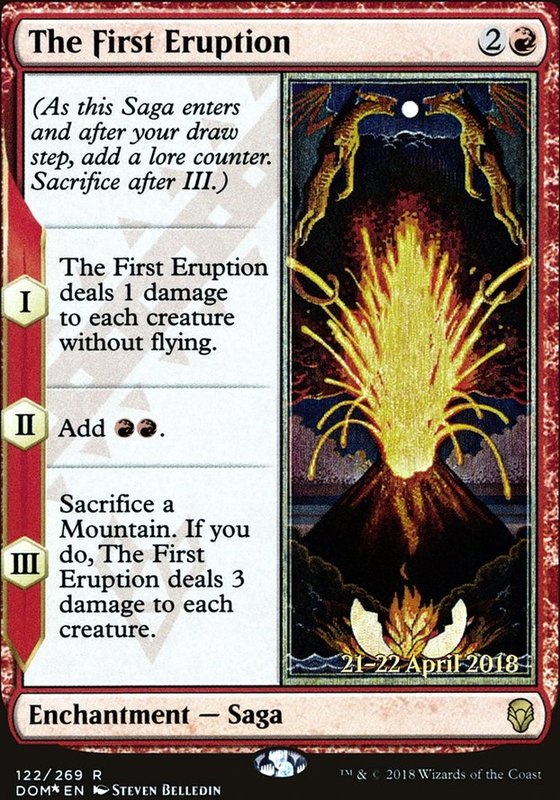 The First Eruption 2
(As this Saga enters
and after your draw
step, add a lore counter.
Sacrifice after III.)
I
The First Eruption
deals 1 damage
to each creature
without flying.
II
Add
.
III
Sacrifice a
Mountain. If you
do, The First
Eruption deals 3
damage to each
creature.
21–22 April 2018
Enchantment — Saga
122/269 R
DOM★EN Steven Belledin
™ & © 2018 Wizards of the Coast